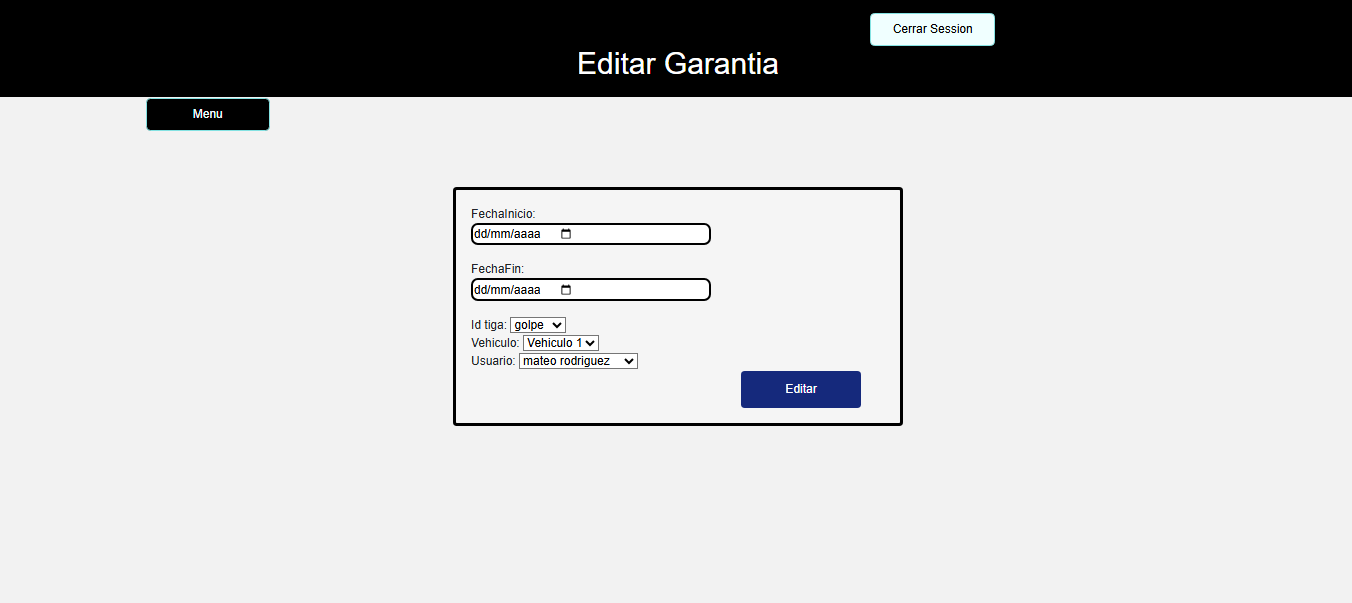 Cerrar Session
Editar Garantia
Menu
FechaInicio:
dd/mm/aaaa
FechaFin:
dd/mm/aaaa
Id tiga: golpe
Vehiculo: Vehiculo 1
Usuario: mateo rodriguez
Editar